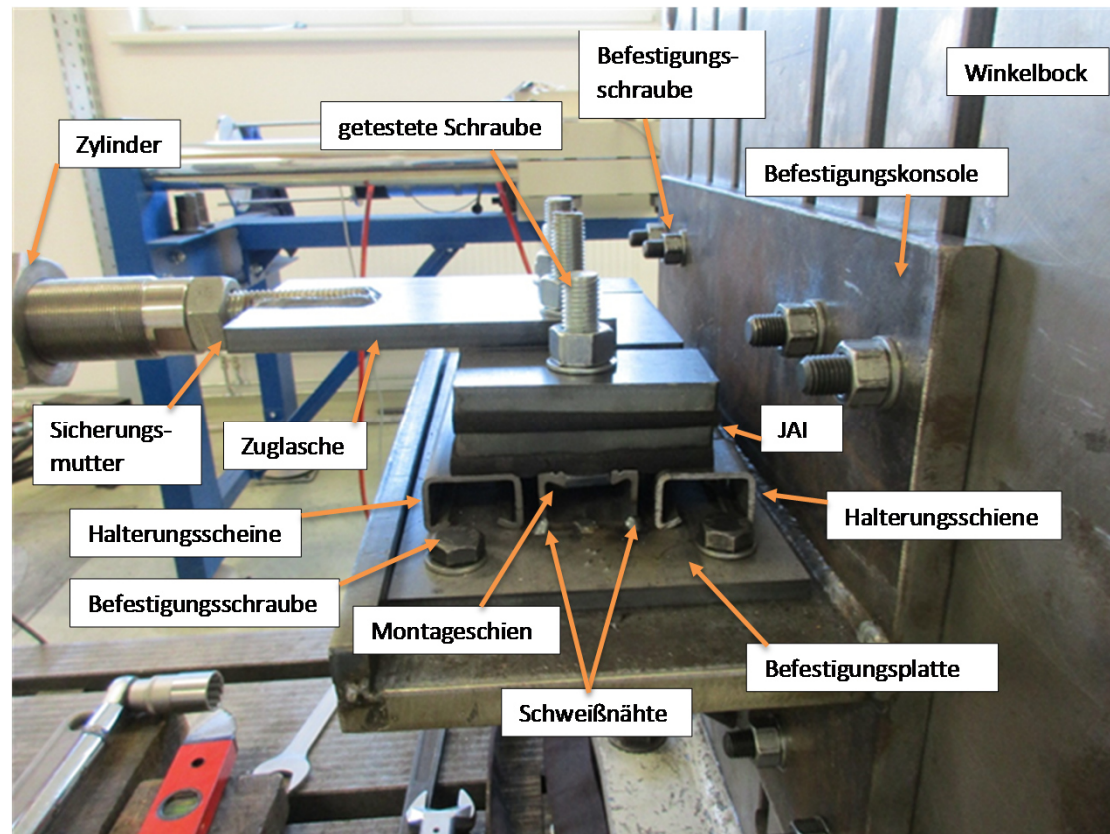 Befestigungs-
schraube
Winkelbock
getestete Schraube
Zylinder
Befestigungskonsole
Sicherungs-
mutter
Zuglasche
JAI
Halterungsscheine
Halterungsschiene
Befestigungsschraube
Montageschien
Befestigungsplatte
Schweißnähte